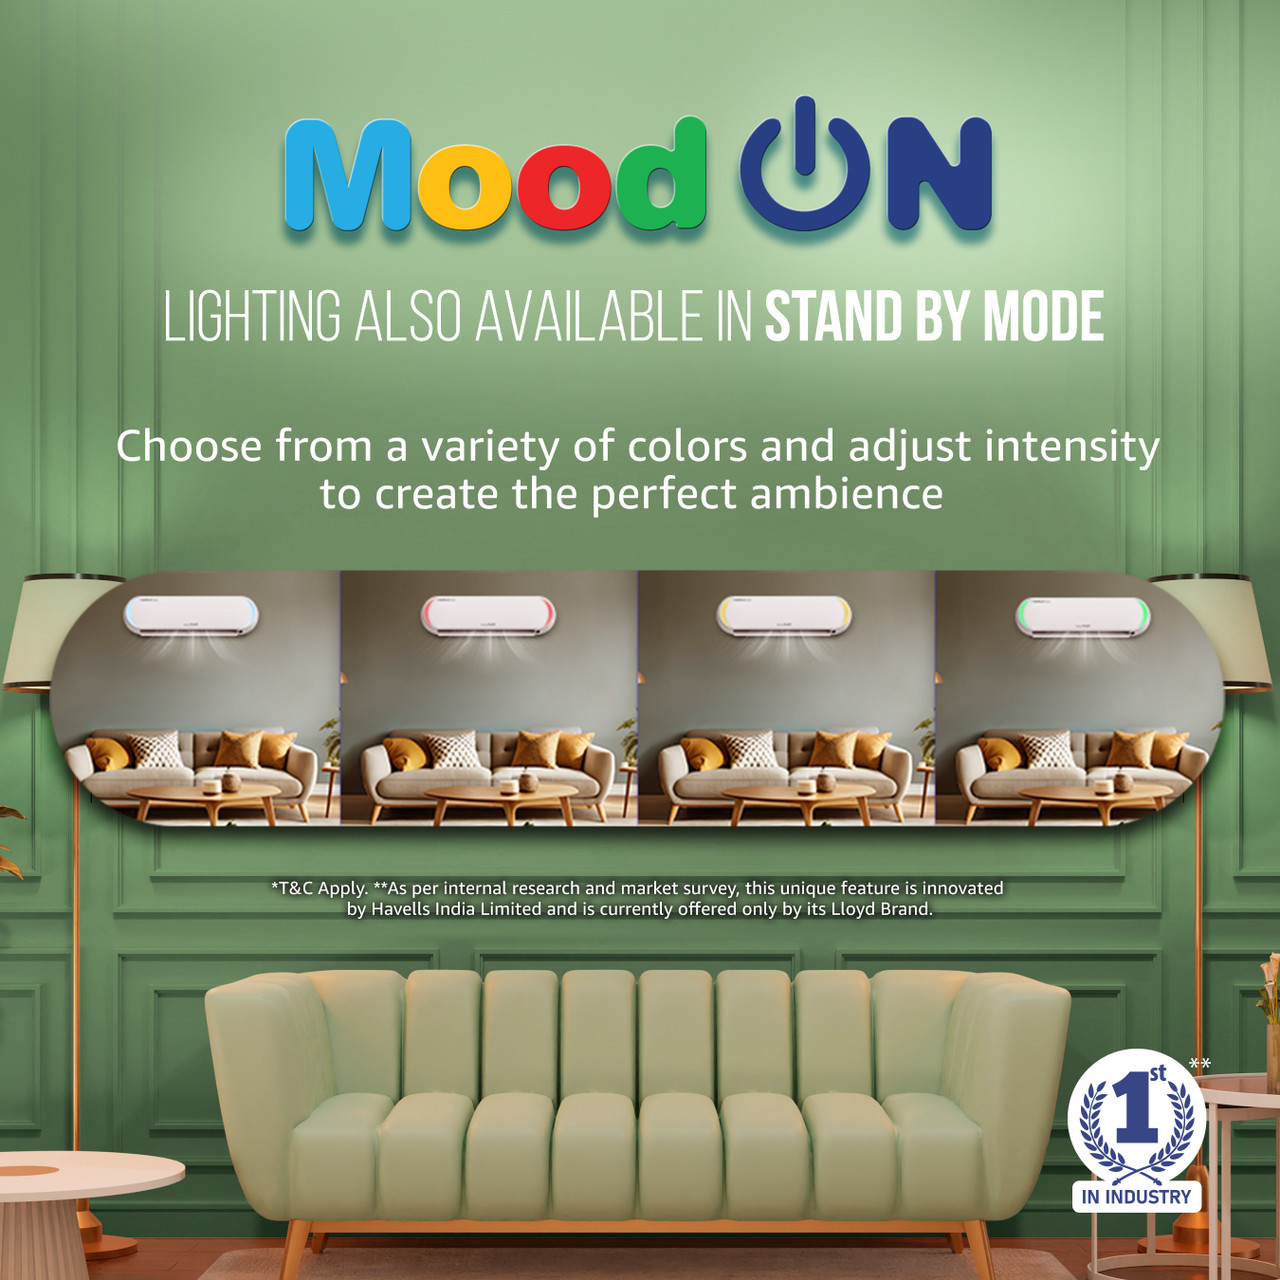 Mood ON
LIGHTING ALSO AVAILABLE IN STAND BY MODE
Choose from a variety of colors and adjust intensity
to create the perfect ambience
*T&C Apply. **As per internal research and market survey, this unique feature is innovated
by Havells India Limited and is currently offered only by its Lloyd Brand.
1st**
IN INDUSTRY